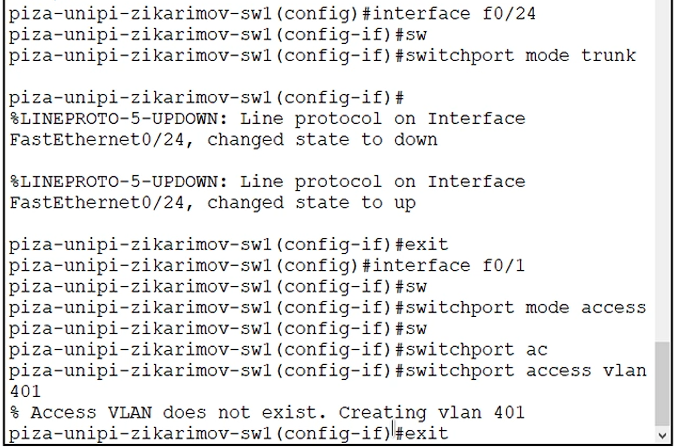 piza-unipi-zikarimov-sw1(config)#interface f0/24
piza-unipi-zikarimov-sw1(config-if)#sw
piza-unipi-zikarimov-sw1(config-if)#switchport mode trunk
piza-unipi-zikarimov-sw1(config-if)#
%LINEPROTO-5-UPDOWN: Line protocol on Interface
FastEthernet0/24, changed state to down
%LINEPROTO-5-UPDOWN: Line protocol on Interface
FastEthernet0/24, changed state to up
piza-unipi-zikarimov-sw1(config-if)#exit
piza-unipi-zikarimov-sw1(config)#interface f0/1
piza-unipi-zikarimov-sw1(config-if)#sw
piza-unipi-zikarimov-sw1(config-if)#switchport mode access
piza-unipi-zikarimov-sw1(config-if)#sw
piza-unipi-zikarimov-sw1(config-if)#switchport ac
piza-unipi-zikarimov-sw1(config-if)#switchport access vlan
401
% Access VLAN does not exist. Creating vlan 401
piza-unipi-zikarimov-sw1(config-if)#exit